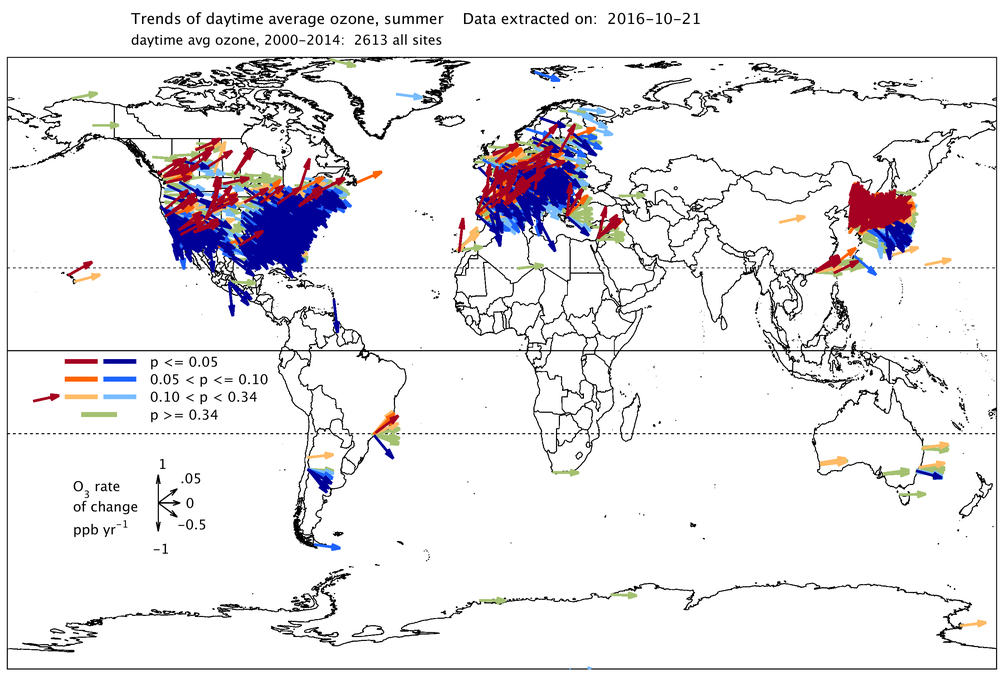 Trends of daytime average ozone, summer Data extracted on: 2016-10-21
daytime avg ozone, 2000-2014: 2613 all sites
p <= 0.05
0.05 < p <= 0.10
0.10 < p < 0.34
p >= 0.34
O3 rate
of change
ppb yr−1
1
.05
0
-0.5
-1